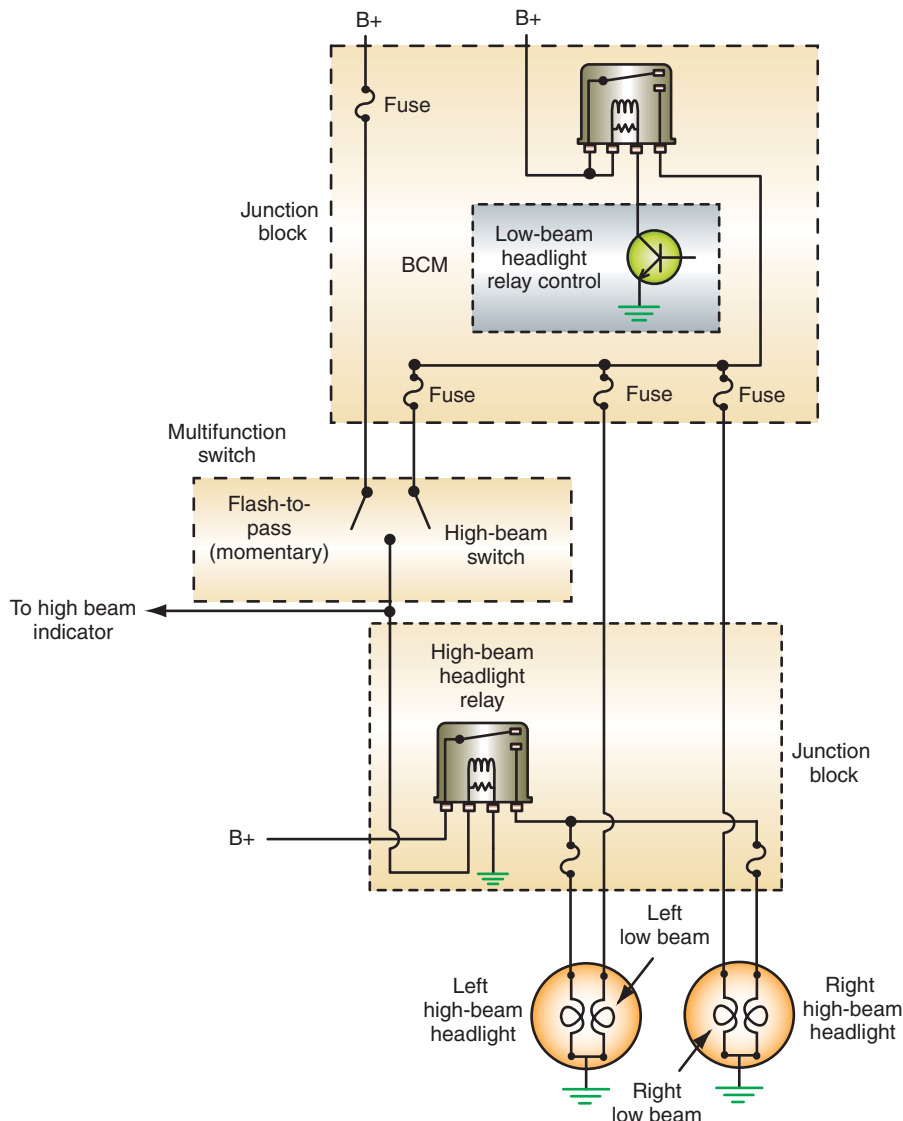 B+
B+
Fuse
Junction
block
BCM
Low-beam
headlight
relay control
Fuse
Fuse
Fuse
Multifunction
switch
Flash-to-
pass
(momentary)
High-beam
switch
To high beam
indicator
High-beam
headlight
relay
Junction
block
B+
Left
low beam
Left
high-beam
headlight
Right
high-beam
headlight
Right
low beam